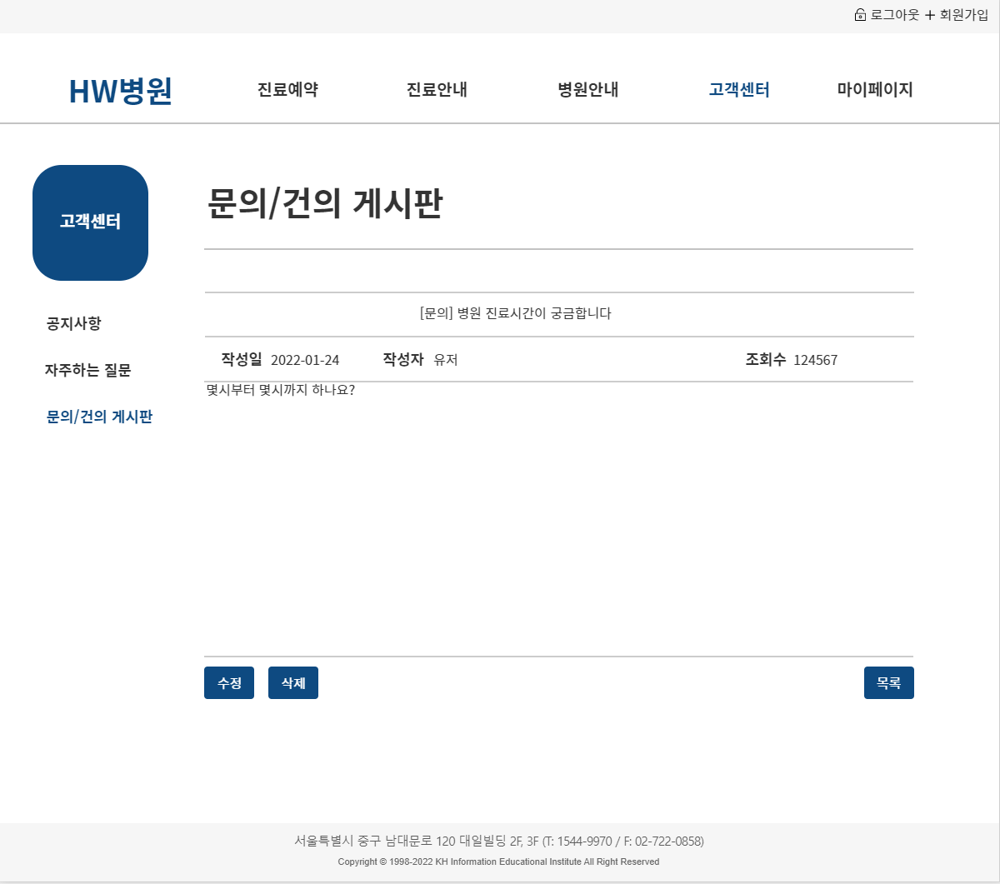 로그아웃 + 회원가입
HW병원 진료예약 진료안내 병원안내 고객센터 마이페이지
고객센터
공지사항
자주하는 질문
문의/건의 게시판
문의/건의 게시판
[문의] 병원 진료시간이 궁금합니다
작성일 2022-01-24 작성자 유저 조회수 124567
몇시부터 몇시까지 하나요?
수정 삭제 목록
서울특별시 중구 남대문로 120 대일빌딩 2F, 3F (T: 1544-9970 / F: 02-722-0858)
Copyright © 1998-2022 KH Information Educational Institute All Right Reserved